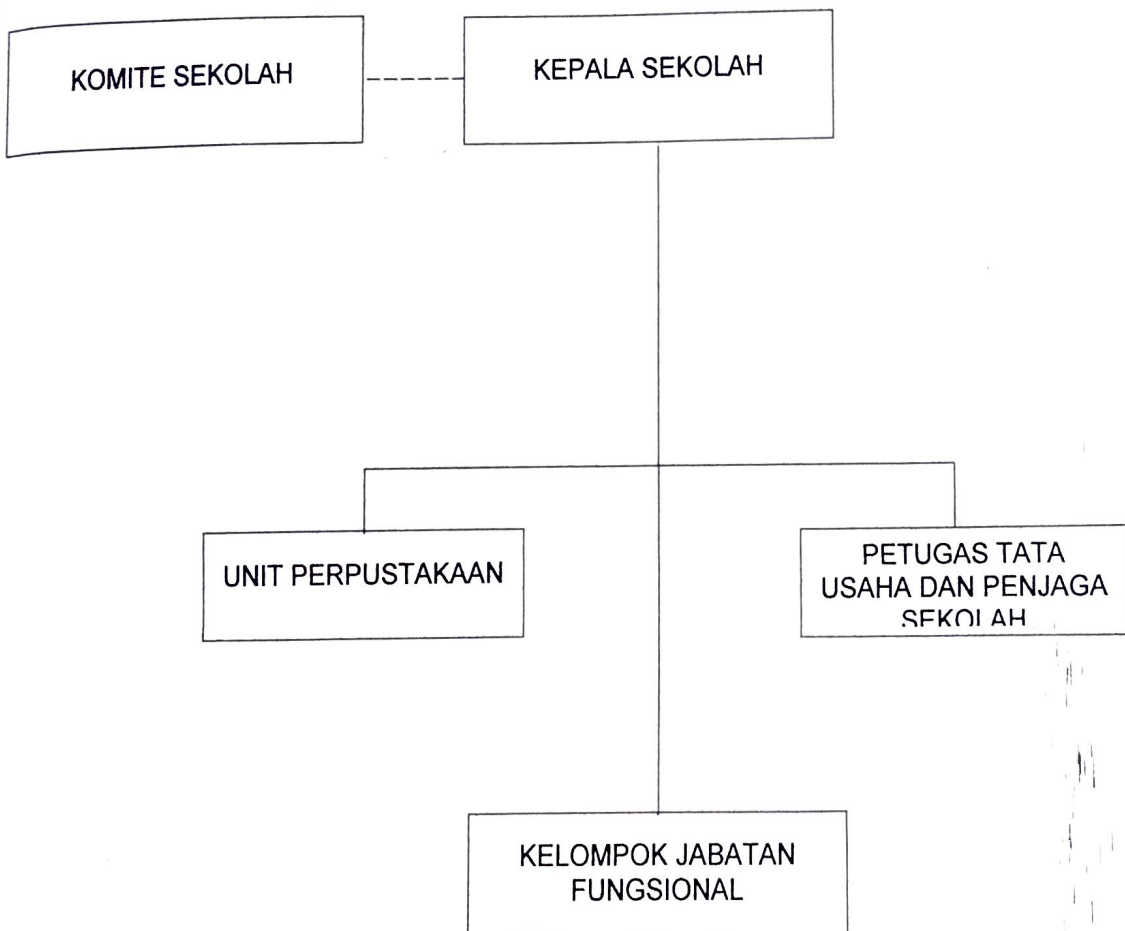 KOMITE SEKOLAH
KEPALA SEKOLAH
UNIT PERPUSTAKAAN
PETUGAS TATA
USAHA DAN PENJAGA
SEKOLAH
KELOMPOK JABATAN
FUNGSIONAL